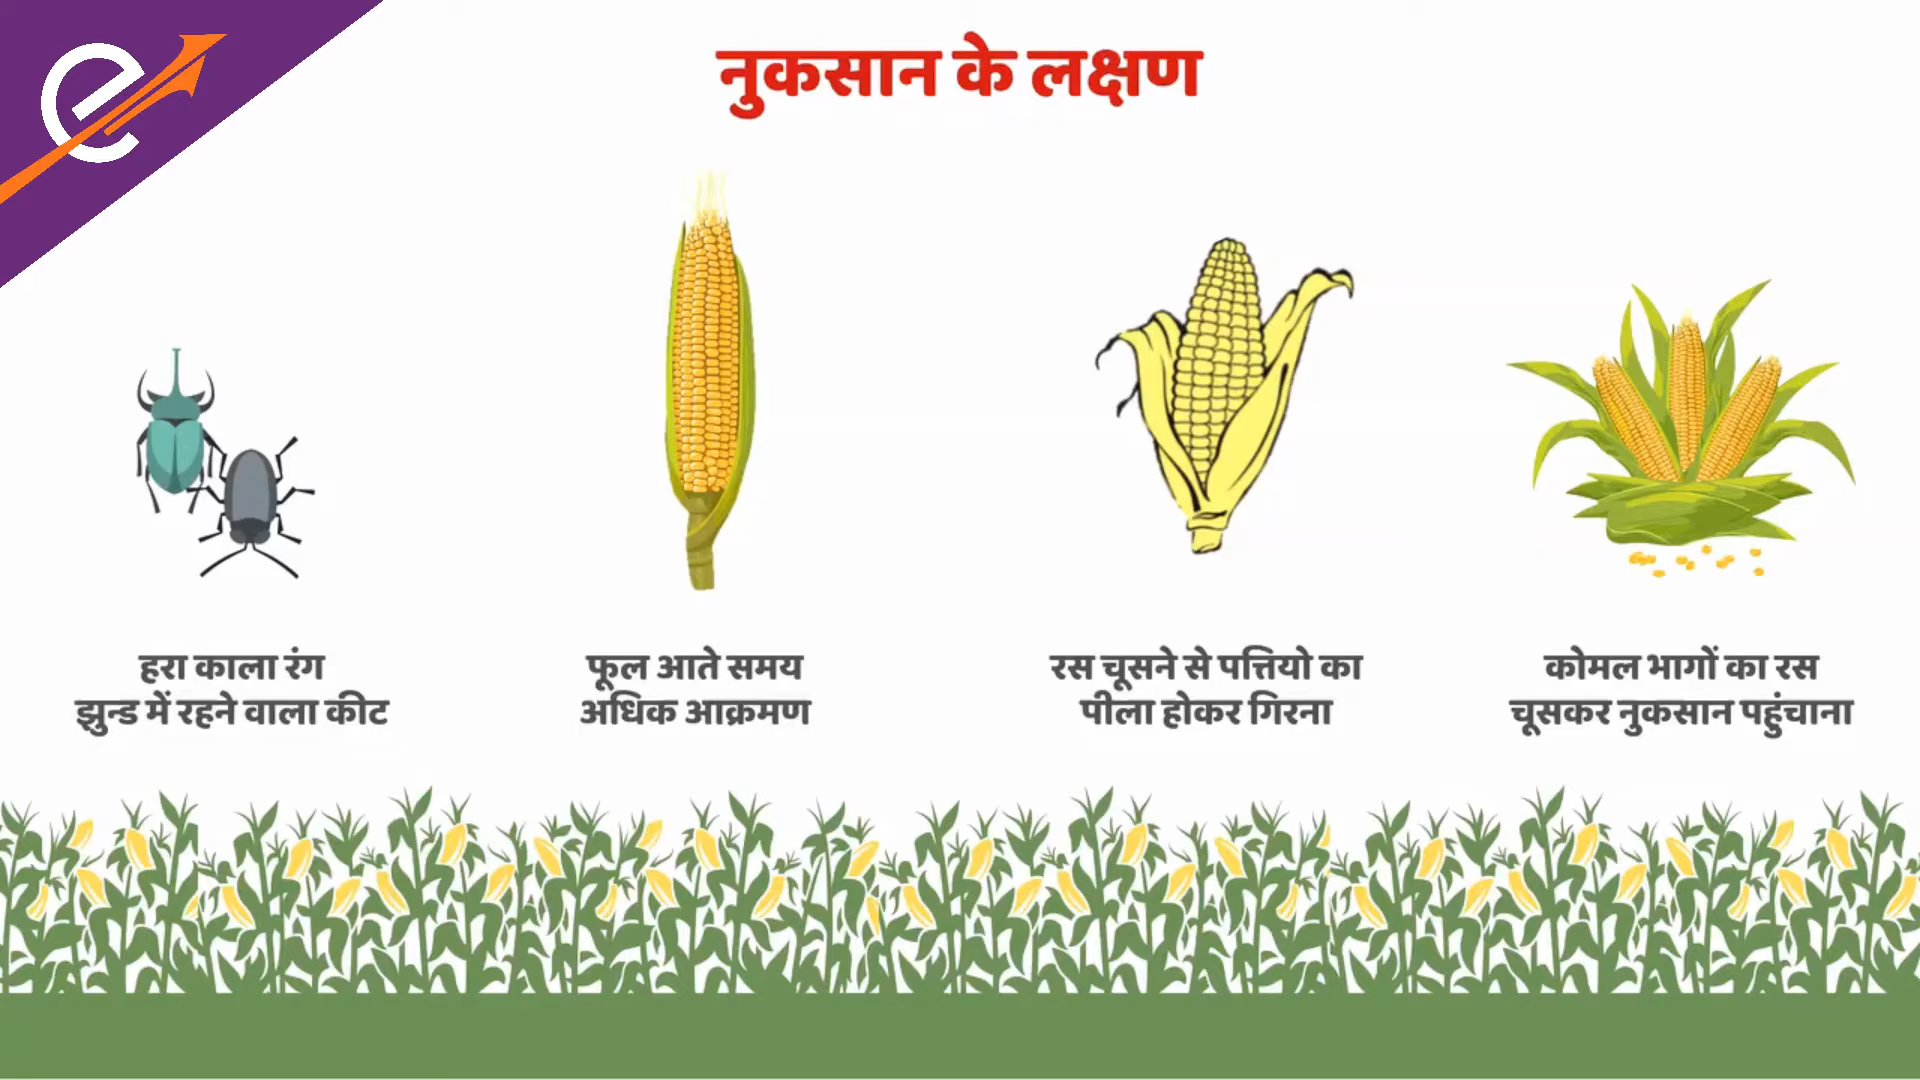 नुकसान के लक्षण
हरा काला रंग
झुन्ड में रहने वाला कीट
फूल आते समय
अधिक आक्रमण
रस चूसने से पत्तियो का
पीला होकर गिरना
कोमल भागों का रस
चूसकर नुकसान पहुंचाना